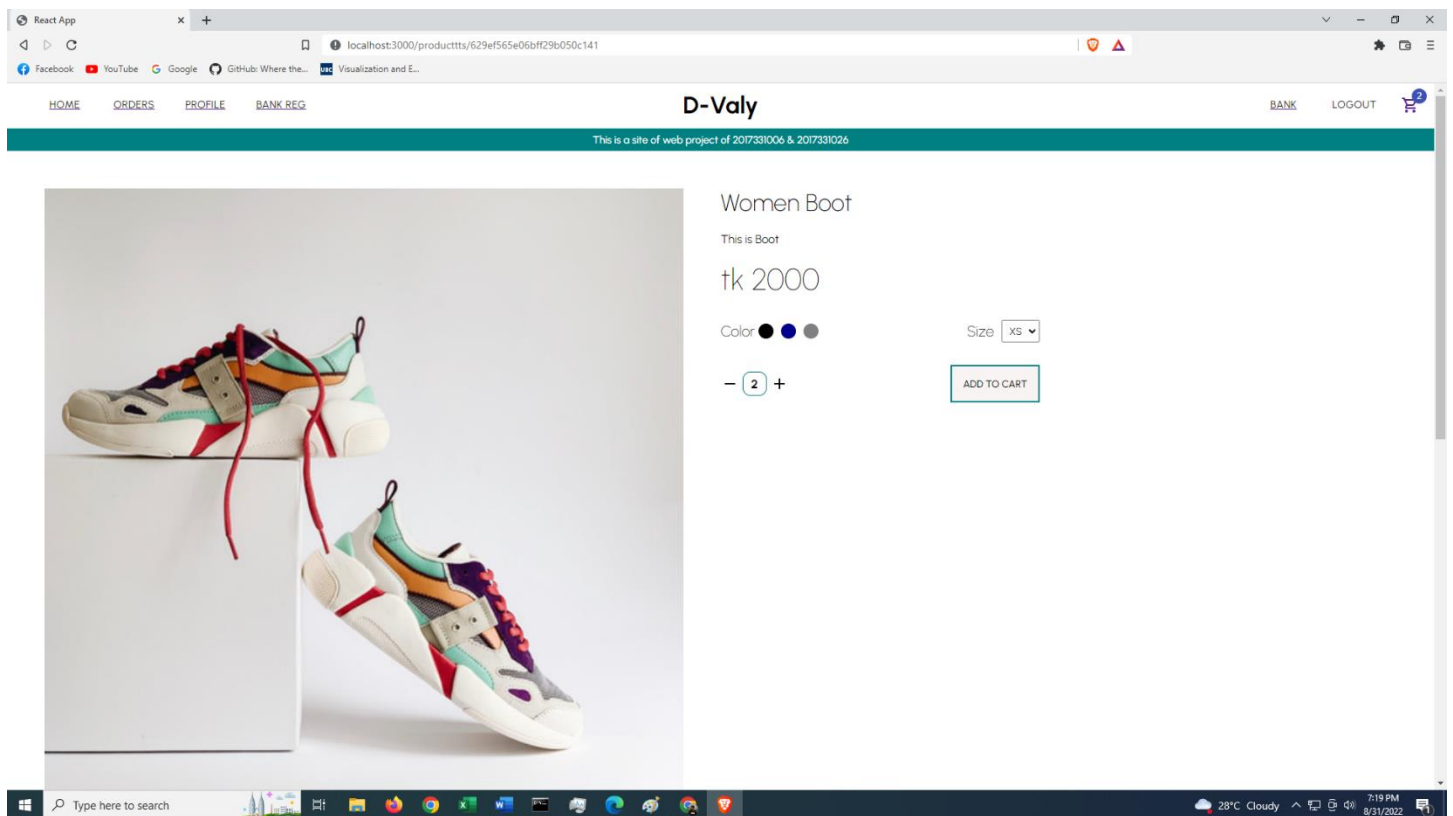 React App
localhost:3000/producttts/629ef565e06bff29b050c141
Facebook YouTube Google GitHub: Where the... UBC Visualization and E...
HOME ORDERS PROFILE BANK REG D-Valy BANK LOGOUT 2
This is a site of web project of 2017331006 & 2017331026
Women Boot
This is Boot
tk 2000
Color Size XS
− 2 + ADD TO CART
Type here to search 28°C Cloudy 7:19 PM
8/31/2022